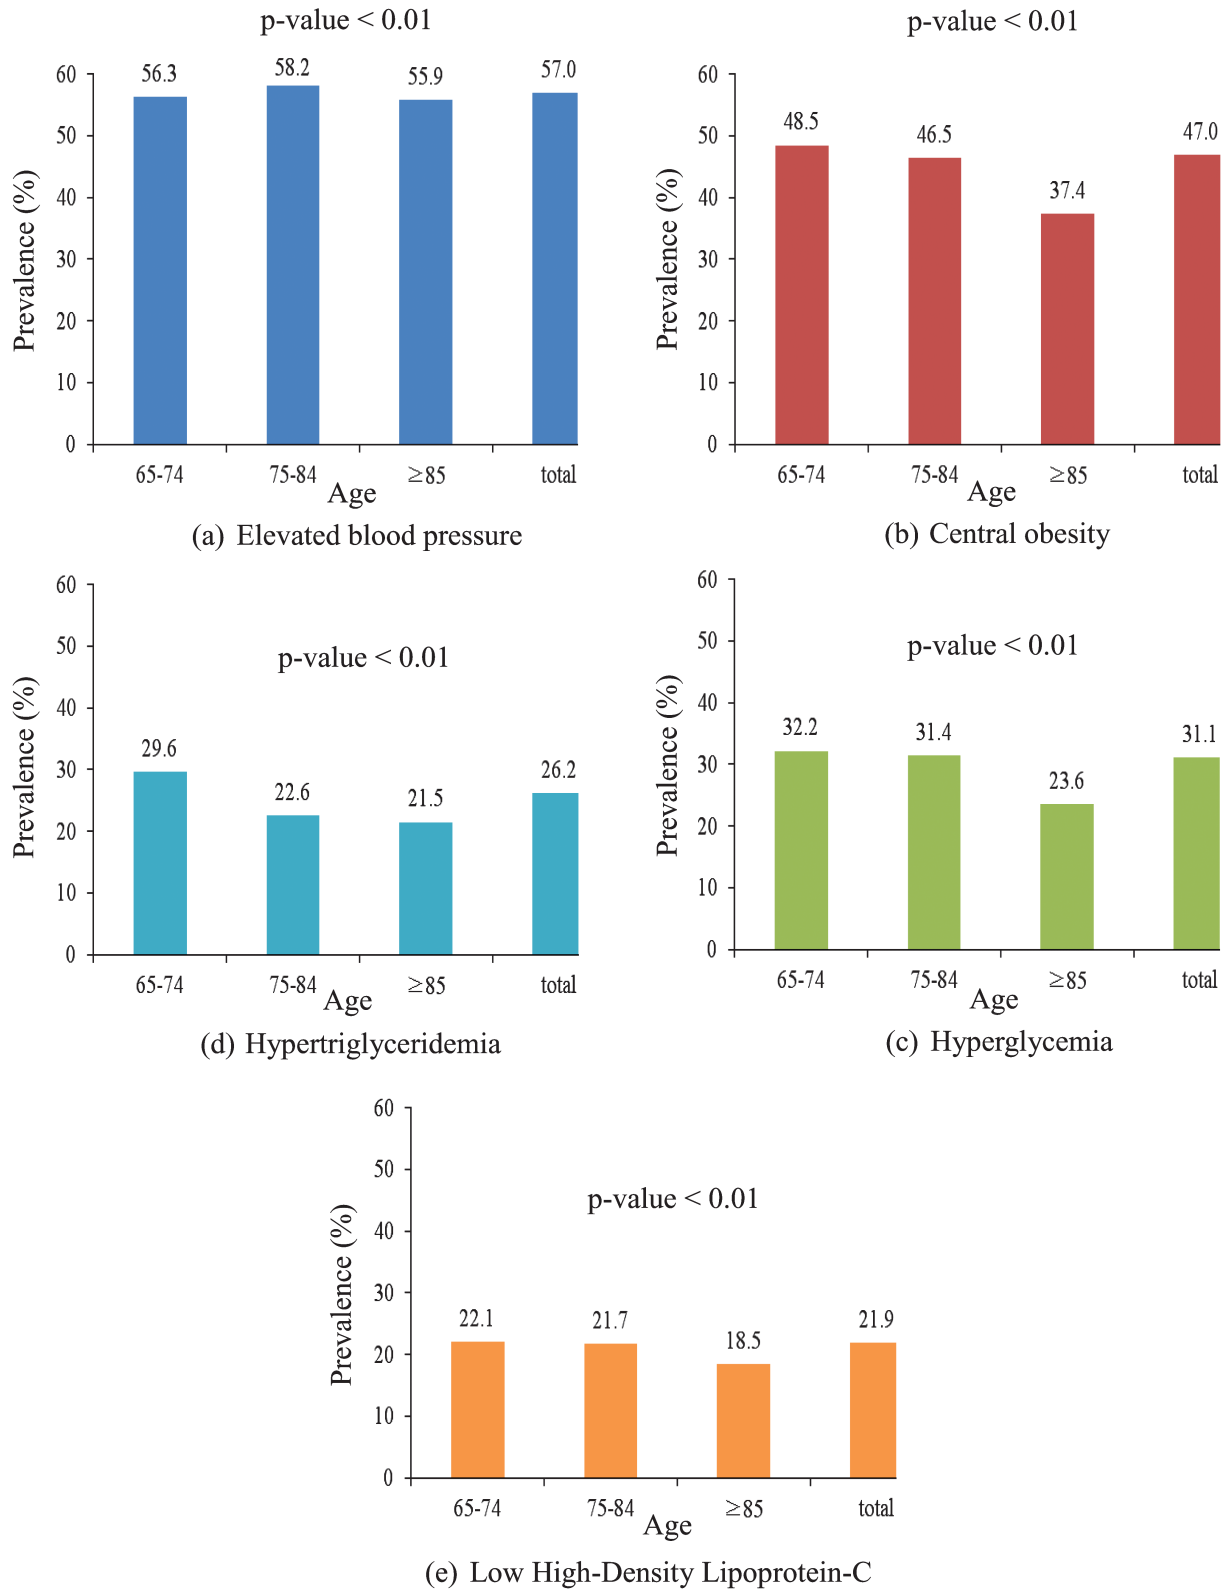 p-value < 0.01
56.3 58.2 55.9 57.0
60
50
40
30
20
10
0
Prevalence (%)
65-74 75-84 ≥85 total
Age
(a) Elevated blood pressure
p-value < 0.01
48.5 46.5 37.4 47.0
60
50
40
30
20
10
0
Prevalence (%)
65-74 75-84 ≥85 total
Age
(b) Central obesity
p-value < 0.01
29.6 22.6 21.5 26.2
60
50
40
30
20
10
0
Prevalence (%)
65-74 75-84 ≥85 total
Age
(d) Hypertriglyceridemia
p-value < 0.01
32.2 31.4 23.6 31.1
60
50
40
30
20
10
0
Prevalence (%)
65-74 75-84 ≥85 total
Age
(c) Hyperglycemia
p-value < 0.01
22.1 21.7 18.5 21.9
60
50
40
30
20
10
0
Prevalence (%)
65-74 75-84 ≥85 total
Age
(e) Low High-Density Lipoprotein-C